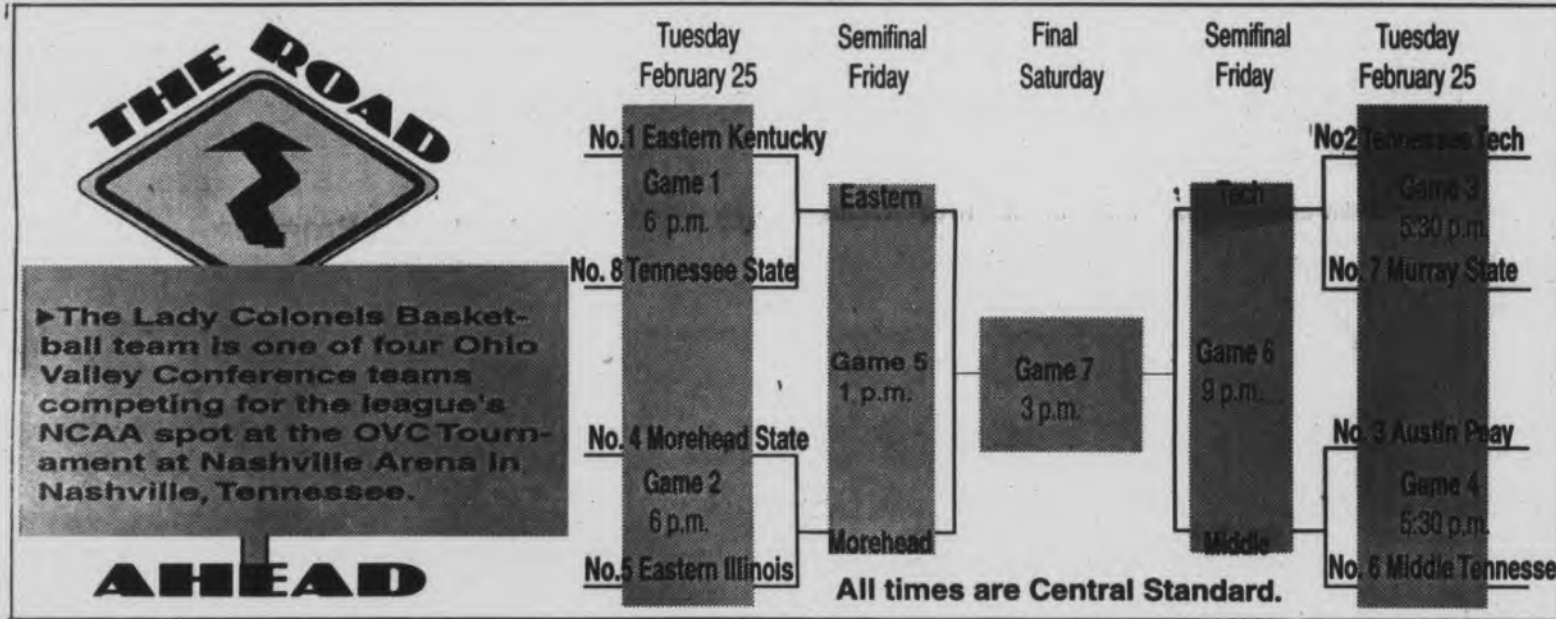 THE ROAD
▶The Lady Colonels Basket-
ball team is one of four Ohio
Valley Conference teams
competing for the league's
NCAA spot at the OVC Tourn-
ament at Nashville Arena in
Nashville, Tennessee.
AHEAD
Tuesday
February 25
No.1 Eastern Kentucky
Game 1
6 p.m.
No. 8 Tennessee State
No. 4 Morehead State
Game 2
6 p.m.
No.5 Eastern Illinois
Semifinal
Friday
Eastern
Game 5
1 p.m.
Morehead
Final
Saturday
Game 7
3 p.m.
Semifinal
Friday
Tech
Game 6
9 p.m.
Middle
Tuesday
February 25
No2 Tennessee Tech
Game 3
5:30 p.m.
No. 7 Murray State
No. 3 Austin Peay
Game 4
5:30 p.m.
No. 6 Middle Tennesse
All times are Central Standard.